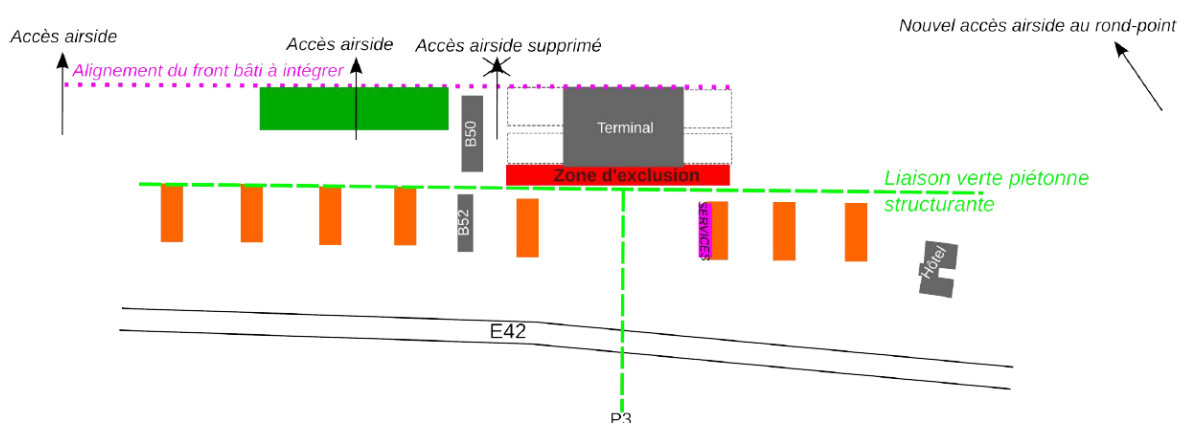 Nouvel accès airside au rond-point
Accès airside
Accès airside
Accès airside supprimé
Alignement du front bâti à intégrer
B50
Terminal
Zone d'exclusion
Liaison verte piétonne
structurante
B52
SERVICES
Hôtel
E42
P3